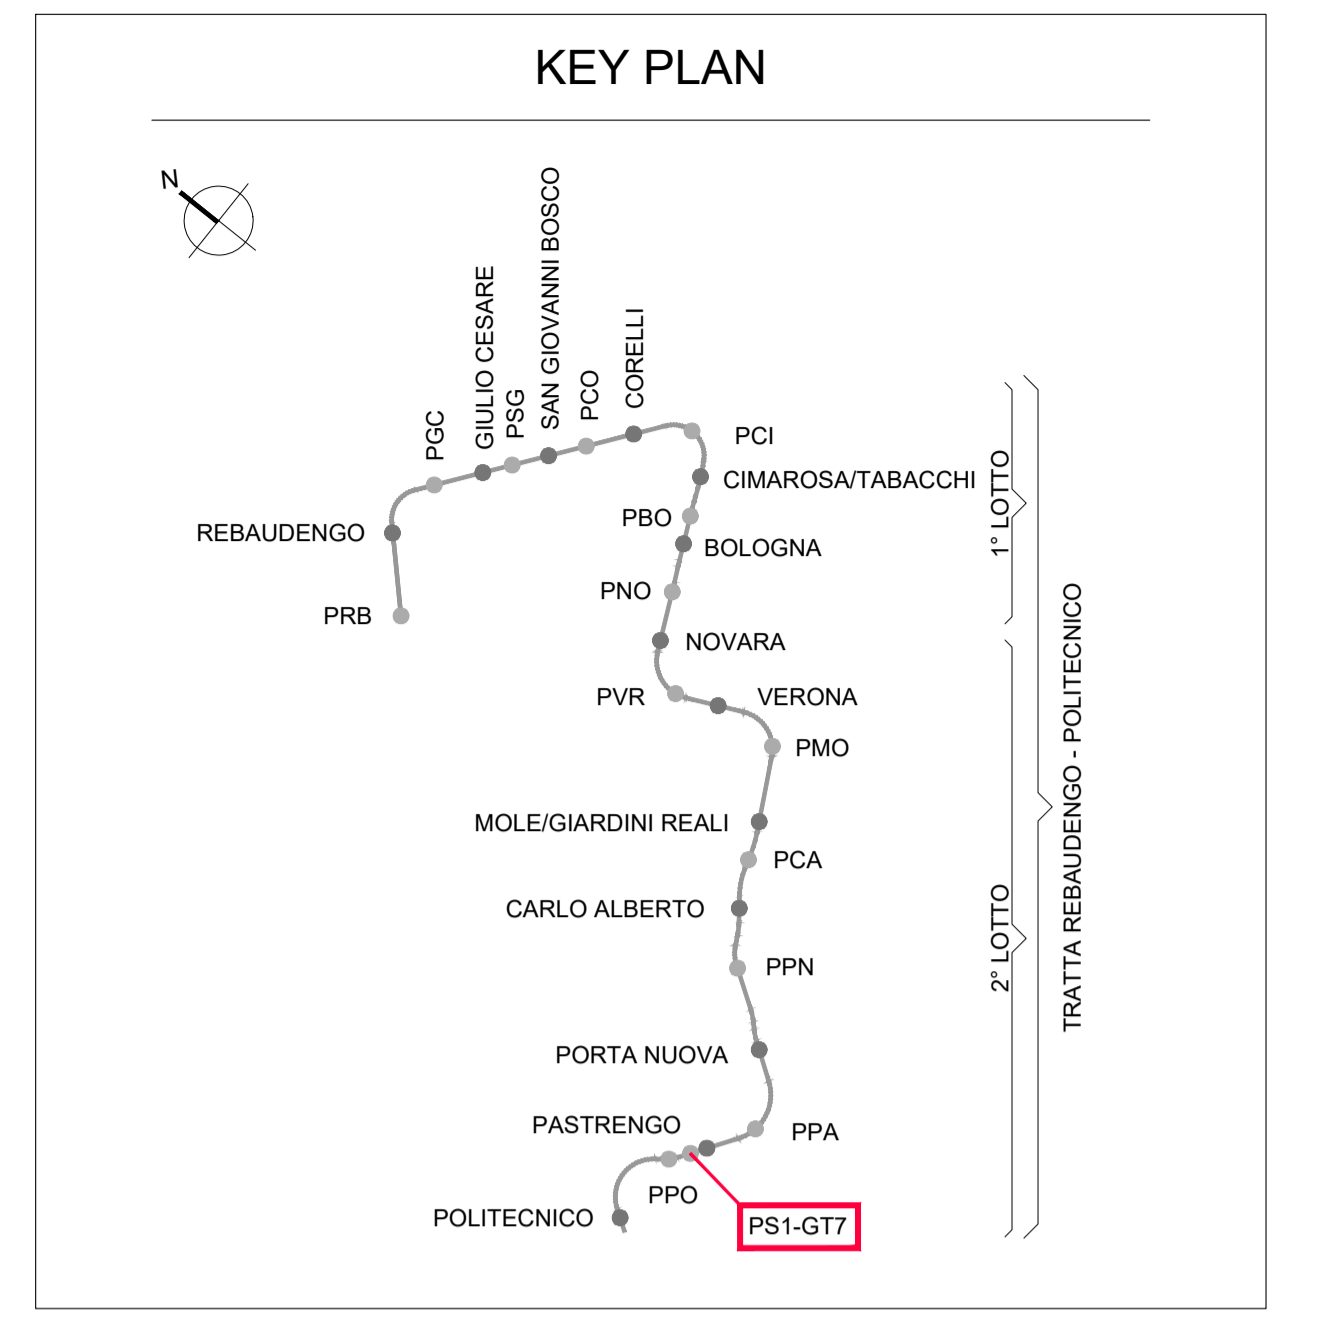 KEY PLAN
N
PGC
GIULIO CESARE
PSG
SAN GIOVANNI BOSCO
PCO
CORELLI
PCI
CIMAROSA/TABACCHI
PBO
BOLOGNA
REBAUDENGO
PNO
PRB
NOVARA
PVR
VERONA
PMO
MOLE/GIARDINI REALI
PCA
CARLO ALBERTO
PPN
PORTA NUOVA
PASTRENGO
PPA
PPO
POLITECNICO
PS1-GT7
1° LOTTO
2° LOTTO
TRATTA REBAUDENGO - POLITECNICO